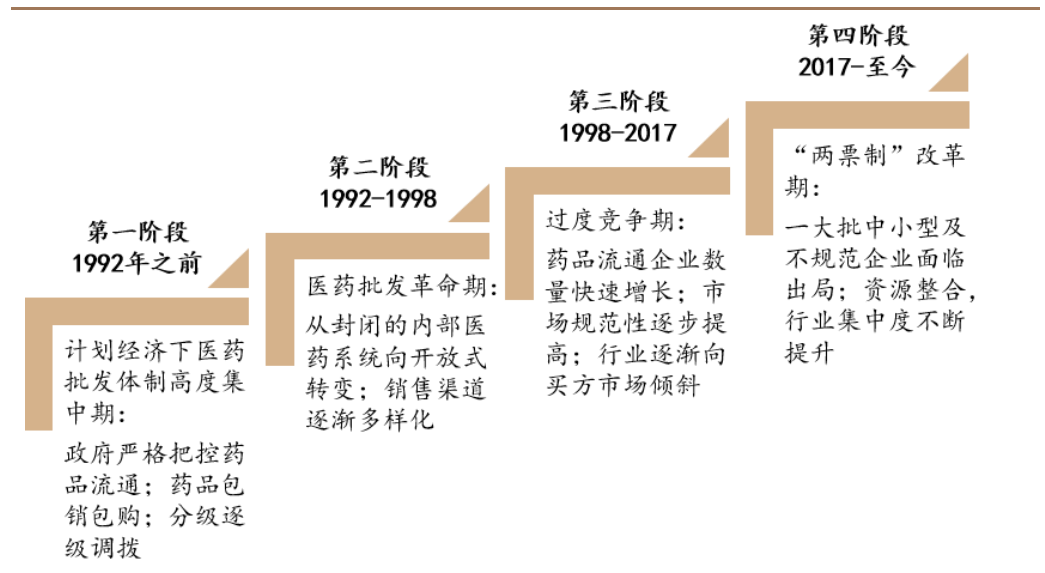 第一阶段
1992年之前
计划经济下医药
批发体制高度集
中期：
政府严格把控药
品流通；药品包
销包购；分级逐
级调拨
第二阶段
1992-1998
医药批发革命期：
从封闭的内部医
药系统向开放式
转变；销售渠道
逐渐多样化
第三阶段
1998-2017
过度竞争期：
药品流通企业数
量快速增长；市
场规范性逐步提
高；行业逐渐向
买方市场倾斜
第四阶段
2017-至今
“两票制”改革
期：
一大批中小型及
不规范企业面临
出局；资源整合，
行业集中度不断
提升